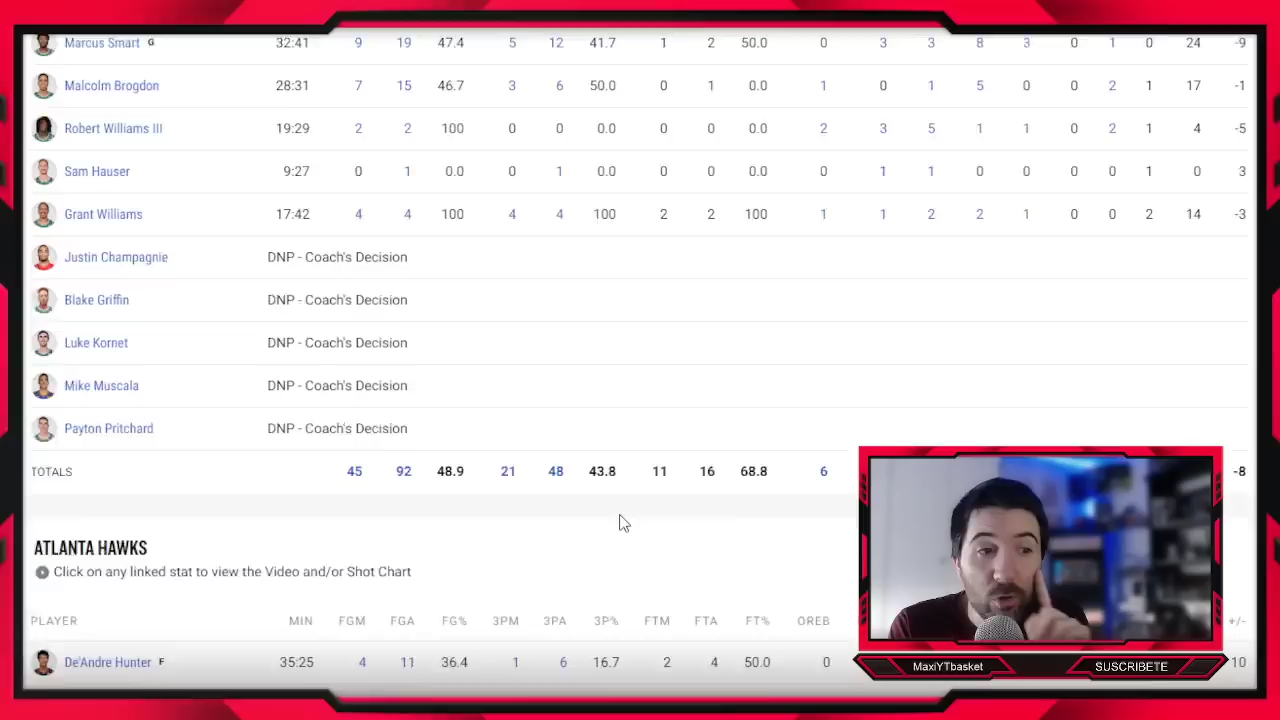 Marcus Smart G 32:41 9 19 47.4 5 12 41.7 1 2 50.0 0 3 3 8 3 0 1 0 24 -9
Malcolm Brogdon 28:31 7 15 46.7 3 6 50.0 0 1 0.0 1 0 1 5 0 0 2 1 17 -1
Robert Williams III 19:29 2 2 100 0 0 0.0 0 0 0.0 2 3 5 1 1 0 2 1 4 -5
Sam Hauser 9:27 0 1 0.0 0 1 0.0 0 0 0.0 0 1 1 0 0 0 0 1 0 3
Grant Williams 17:42 4 4 100 4 4 100 2 2 100 1 1 2 2 1 0 0 2 14 -3
Justin Champagnie DNP - Coach's Decision
Blake Griffin DNP - Coach's Decision
Luke Kornet DNP - Coach's Decision
Mike Muscala DNP - Coach's Decision
Payton Pritchard DNP - Coach's Decision
TOTALS 45 92 48.9 21 48 43.8 11 16 68.8 6 -8
ATLANTA HAWKS
Click on any linked stat to view the Video and/or Shot Chart
PLAYER MIN FGM FGA FG% 3PM 3PA 3P% FTM FTA FT% OREB +/-
De'Andre Hunter F 35:25 4 11 36.4 1 6 16.7 2 4 50.0 0 10
MaxiYTbasket SUSCRIBETE